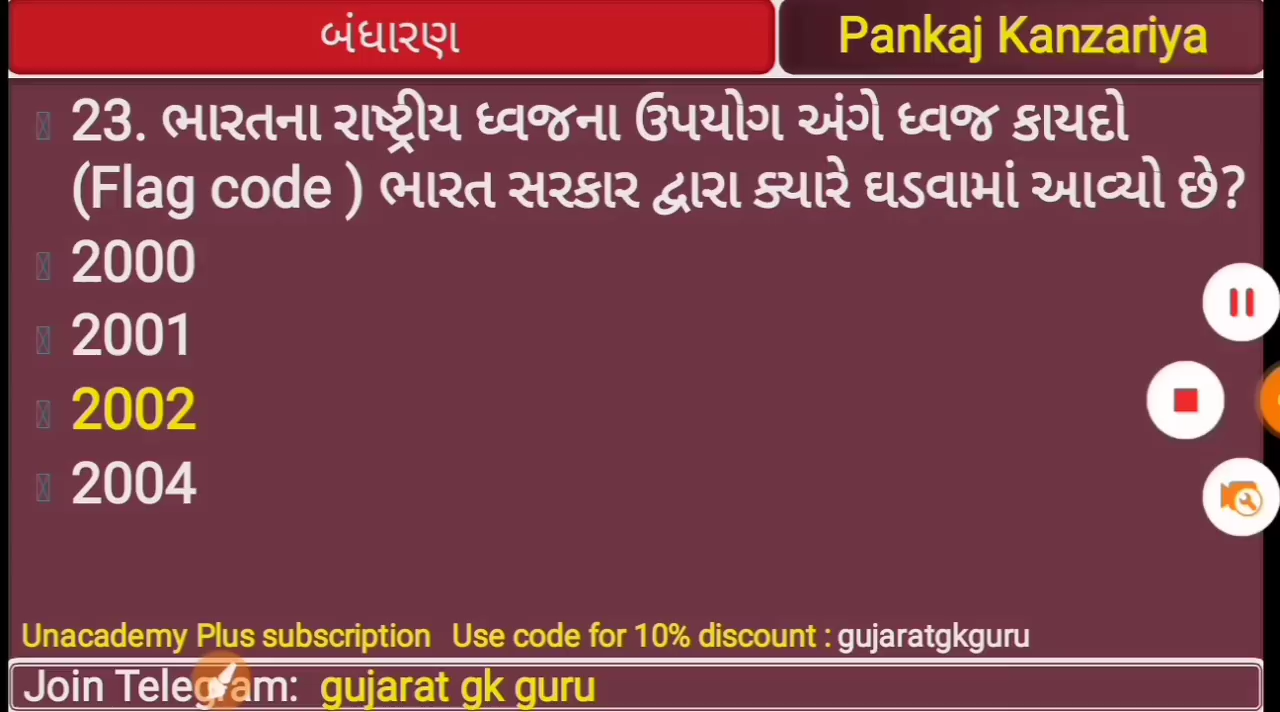 બંધારણ
Pankaj Kanzariya
23. ભારતના રાષ્ટ્રીય ધ્વજના ઉપયોગ અંગે ધ્વજ કાયદો
(Flag code ) ભારત સરકાર દ્વારા ક્યારે ઘડવામાં આવ્યો છે?
2000
2001
2002
2004
Unacademy Plus subscription Use code for 10% discount : gujaratgkguru
Join Telegram: gujarat gk guru